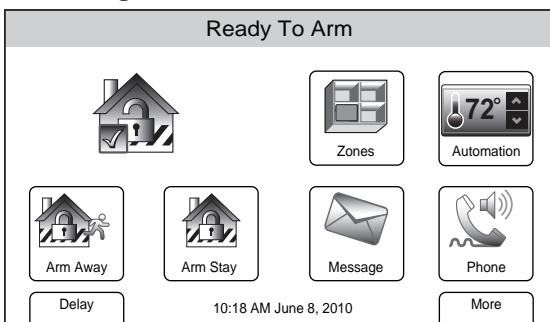 Ready To Arm
72°
Zones
Automation
Arm Away
Arm Stay
Message
Phone
Delay
10:18 AM June 8, 2010
More